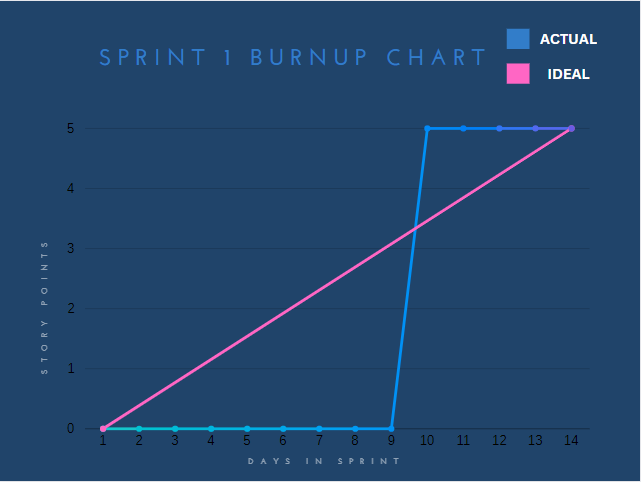 SPRINT 1 BURNUP CHART
ACTUAL
IDEAL
5
4
3
2
1
0
STORY POINTS
1 2 3 4 5 6 7 8 9 10 11 12 13 14
DAYS IN SPRINT